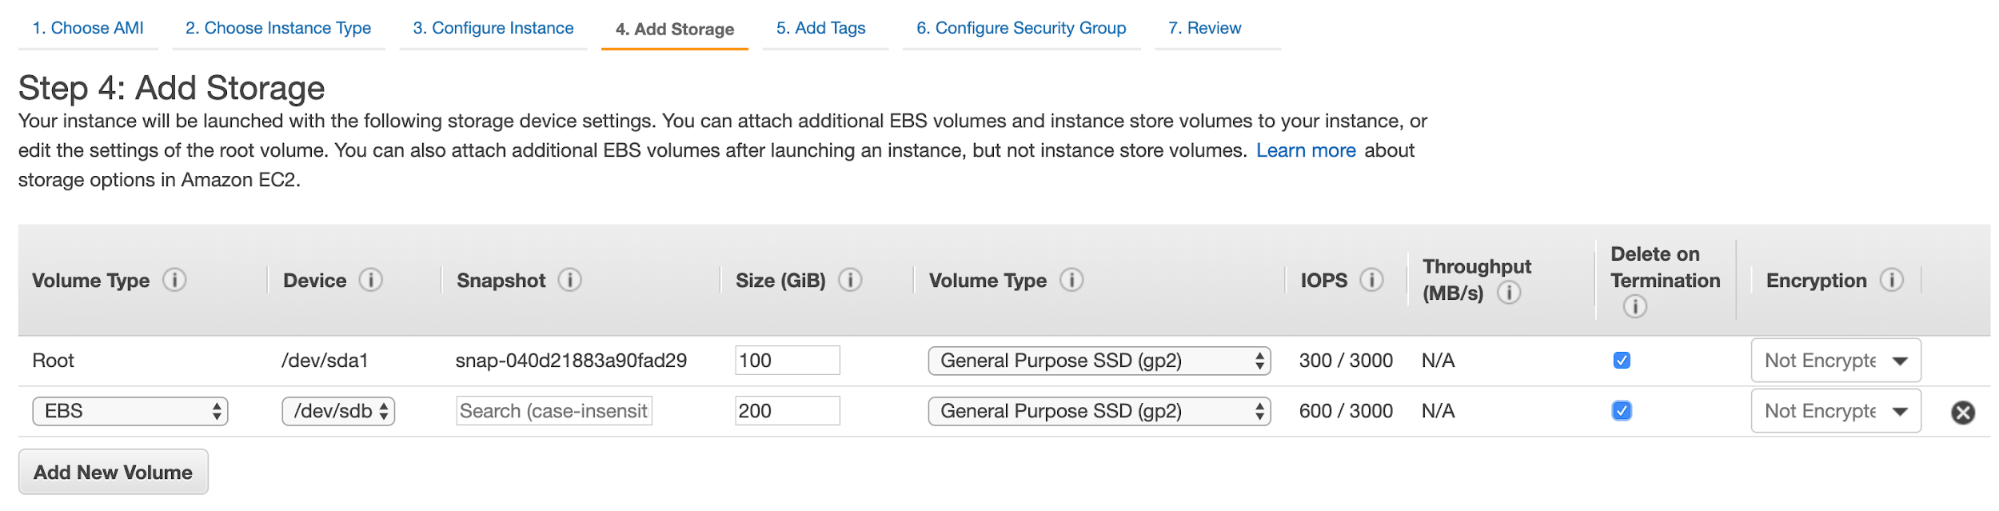 1. Choose AMI 2. Choose Instance Type 3. Configure Instance 4. Add Storage 5. Add Tags 6. Configure Security Group 7. Review
Step 4: Add Storage
Your instance will be launched with the following storage device settings. You can attach additional EBS volumes and instance store volumes to your instance, or
edit the settings of the root volume. You can also attach additional EBS volumes after launching an instance, but not instance store volumes. Learn more about
storage options in Amazon EC2.
Volume Type i Device i Snapshot i Size (GiB) i Volume Type i IOPS i Throughput (MB/s) i Delete on Termination i Encryption i
Root /dev/sda1 snap-040d21883a90fad29 100 General Purpose SSD (gp2) 300 / 3000 N/A Not Encrypte
EBS /dev/sdb Search (case-insensit 200 General Purpose SSD (gp2) 600 / 3000 N/A Not Encrypte
Add New Volume